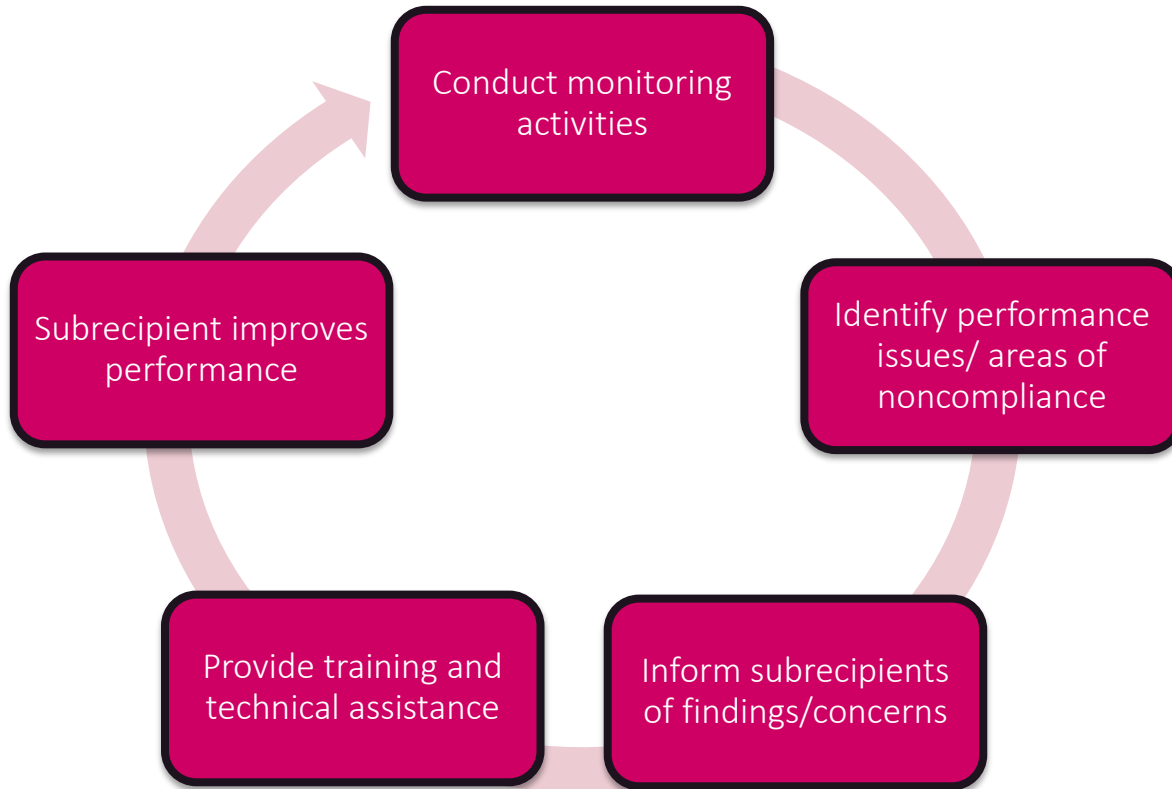 Conduct monitoring
activities
Identify performance
issues/ areas of
noncompliance
Inform subrecipients
of findings/concerns
Provide training and
technical assistance
Subrecipient improves
performance